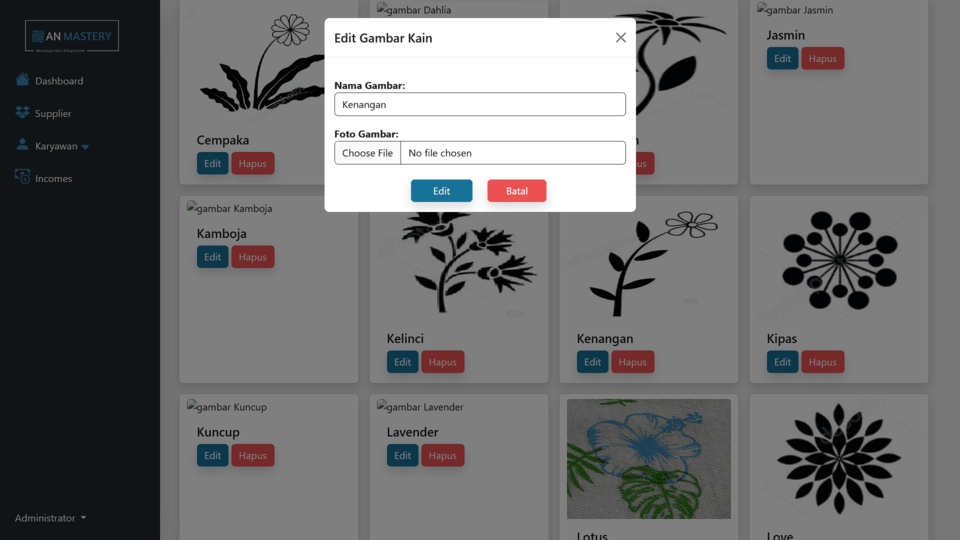 AN MASTERY
Dashboard
Supplier
Karyawan
Incomes
Administrator
Edit Gambar Kain
Nama Gambar:
Kenangan
Foto Gambar:
Choose File No file chosen
Edit Batal
gambar Dahlia
gambar Jasmin
Jasmin
Edit Hapus
Cempaka
Edit Hapus
gambar Kamboja
Kamboja
Edit Hapus
Kelinci
Edit Hapus
Kenangan
Edit Hapus
Kipas
Edit Hapus
gambar Kuncup
Kuncup
Edit Hapus
gambar Lavender
Lavender
Edit Hapus
Lotus
Love